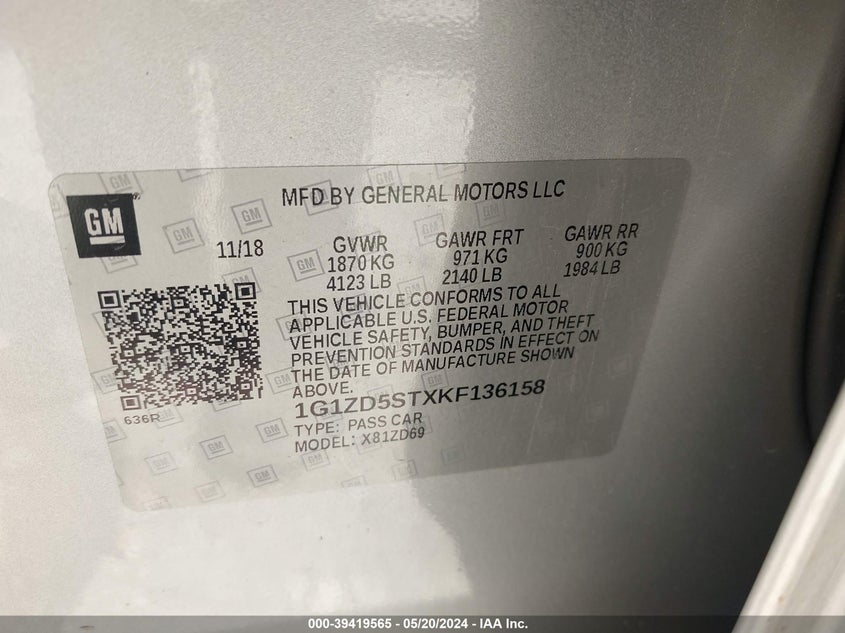 GM
MFD BY GENERAL MOTORS LLC
11/18
GVWR
1870 KG
4123 LB
GAWR FRT
971 KG
2140 LB
GAWR RR
900 KG
1984 LB
THIS VEHICLE CONFORMS TO ALL
APPLICABLE U.S. FEDERAL MOTOR
VEHICLE SAFETY, BUMPER, AND THEFT
PREVENTION STANDARDS IN EFFECT ON
THE DATE OF MANUFACTURE SHOWN
ABOVE.
636R
1G1ZD5STXKF136158
TYPE: PASS CAR
MODEL: X81ZD69
000-39419565 - 05/20/2024 - IAA Inc.